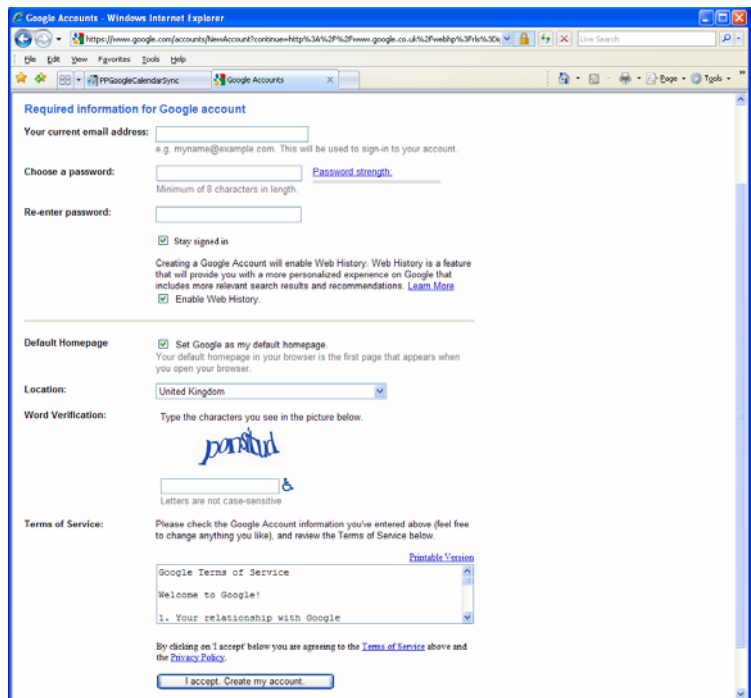 Google Accounts - Windows Internet Explorer
https://www.google.com/accounts/NewAccount?continue=http%3A%2F%2Fwww.google.co.uk%2Fwebhp%3Frls%3Dk
Live Search
File Edit View Favorites Tools Help
PPGoogleCalendarSync Google Accounts X Page Tools
Required information for Google account
Your current email address:
e.g. myname@example.com. This will be used to sign-in to your account.
Choose a password: Password strength.
Minimum of 8 characters in length.
Re-enter password:
Stay signed in
Creating a Google Account will enable Web History. Web History is a feature
that will provide you with a more personalized experience on Google that
includes more relevant search results and recommendations. Learn More
Enable Web History.
Default Homepage Set Google as my default homepage.
Your default homepage in your browser is the first page that appears when
you open your browser.
Location: United Kingdom
Word Verification: Type the characters you see in the picture below.
Letters are not case-sensitive
Terms of Service: Please check the Google Account information you've entered above (feel free
to change anything you like), and review the Terms of Service below.
Printable Version
Google Terms of Service
Welcome to Google!
1. Your relationship with Google
By clicking on 'I accept' below you are agreeing to the Terms of Service above and
the Privacy Policy.
I accept. Create my account.